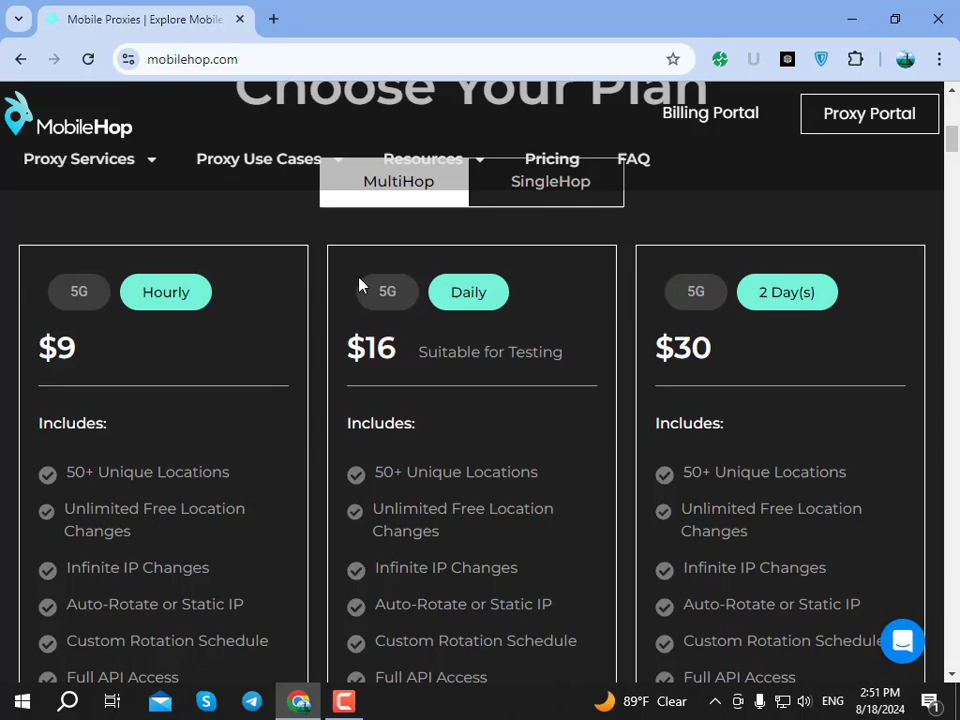 Mobile Proxies | Explore Mobile
mobilehop.com
Choose Your Plan
MobileHop
Billing Portal
Proxy Portal
Proxy Services
Proxy Use Cases
Resources
Pricing
FAQ
MultiHop
SingleHop
5G
Hourly
$9
Includes:
50+ Unique Locations
Unlimited Free Location
Changes
Infinite IP Changes
Auto-Rotate or Static IP
Custom Rotation Schedule
Full API Access
5G
Daily
$16
Suitable for Testing
Includes:
50+ Unique Locations
Unlimited Free Location
Changes
Infinite IP Changes
Auto-Rotate or Static IP
Custom Rotation Schedule
Full API Access
5G
2 Day(s)
$30
Includes:
50+ Unique Locations
Unlimited Free Location
Changes
Infinite IP Changes
Auto-Rotate or Static IP
Custom Rotation Schedule
Full API Access
89°F Clear
ENG
2:51 PM
8/18/2024
1